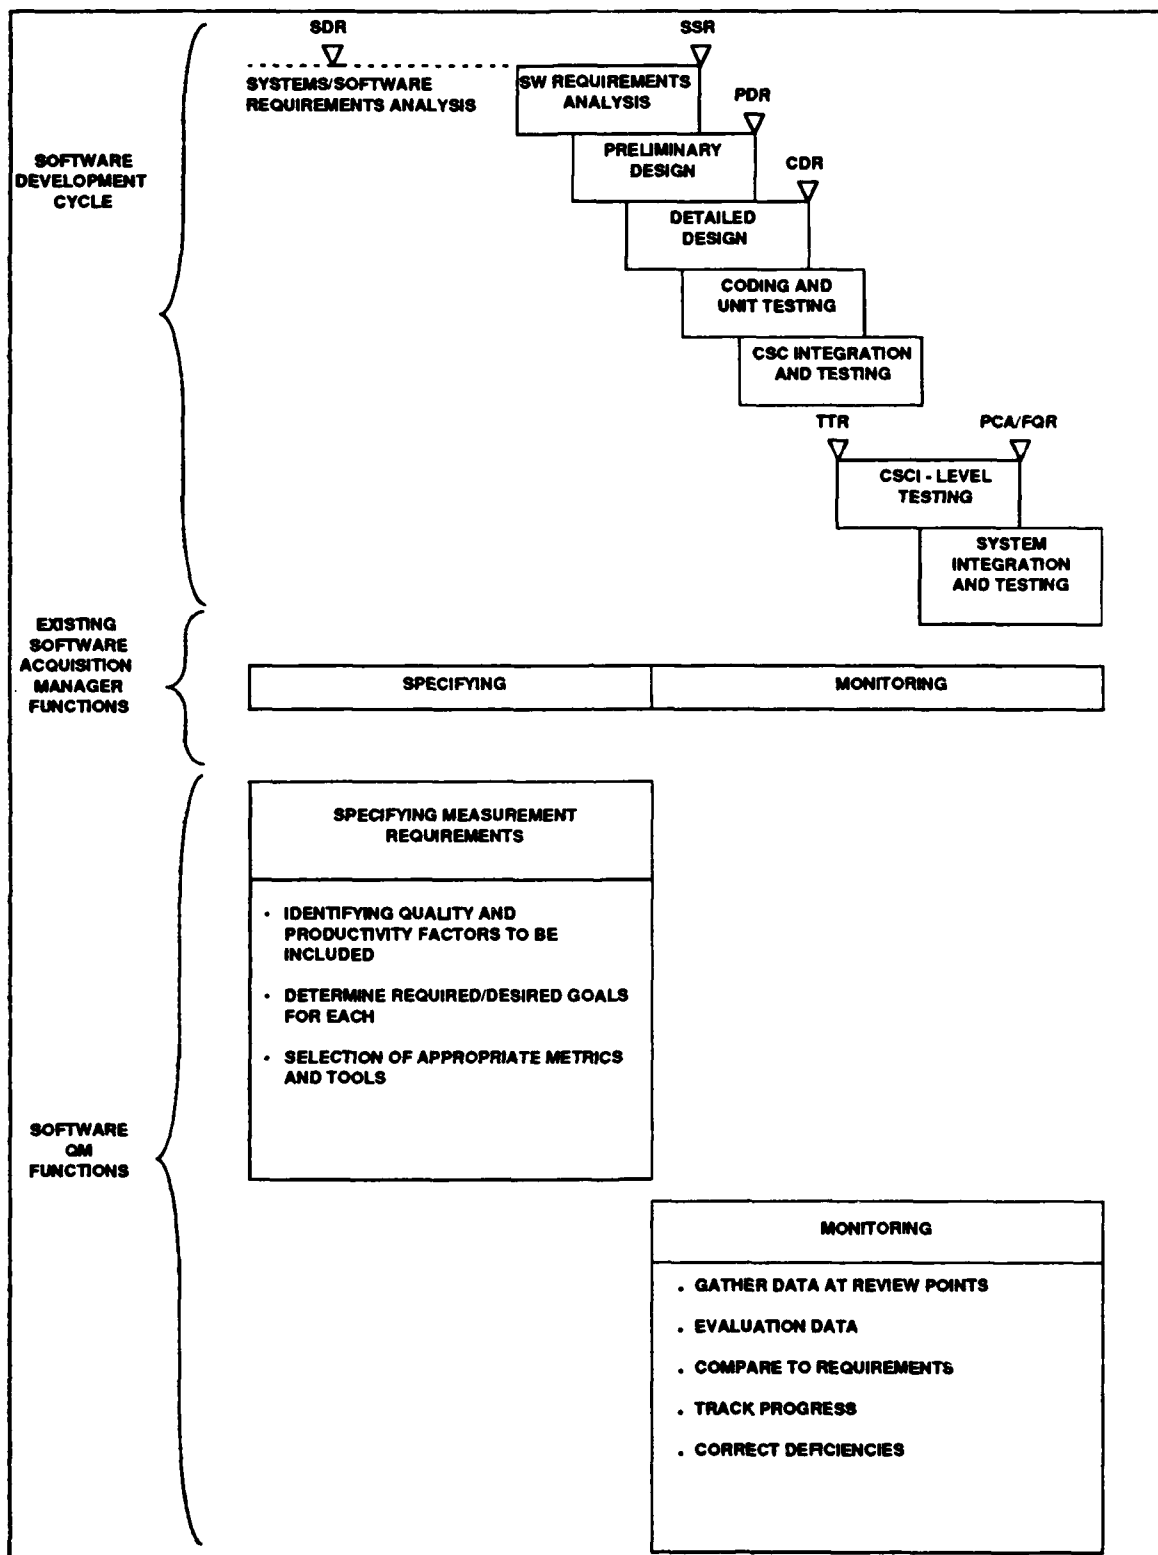 SDR
SSR
SYSTEMS/SOFTWARE
REQUIREMENTS ANALYSIS
SW REQUIREMENTS
ANALYSIS
PDR
PRELIMINARY
DESIGN
CDR
SOFTWARE
DEVELOPMENT
CYCLE
DETAILED
DESIGN
CODING AND
UNIT TESTING
CSC INTEGRATION
AND TESTING
TTR
PCA/FQR
CSCI - LEVEL
TESTING
SYSTEM
INTEGRATION
AND TESTING
EXISTING
SOFTWARE
ACQUISITION
MANAGER
FUNCTIONS
SPECIFYING
MONITORING
SPECIFYING MEASUREMENT
REQUIREMENTS
• IDENTIFYING QUALITY AND
PRODUCTIVITY FACTORS TO BE
INCLUDED
• DETERMINE REQUIRED/DESIRED GOALS
FOR EACH
• SELECTION OF APPROPRIATE METRICS
AND TOOLS
SOFTWARE
QM
FUNCTIONS
MONITORING
. GATHER DATA AT REVIEW POINTS
. EVALUATION DATA
. COMPARE TO REQUIREMENTS
. TRACK PROGRESS
. CORRECT DEFICIENCIES